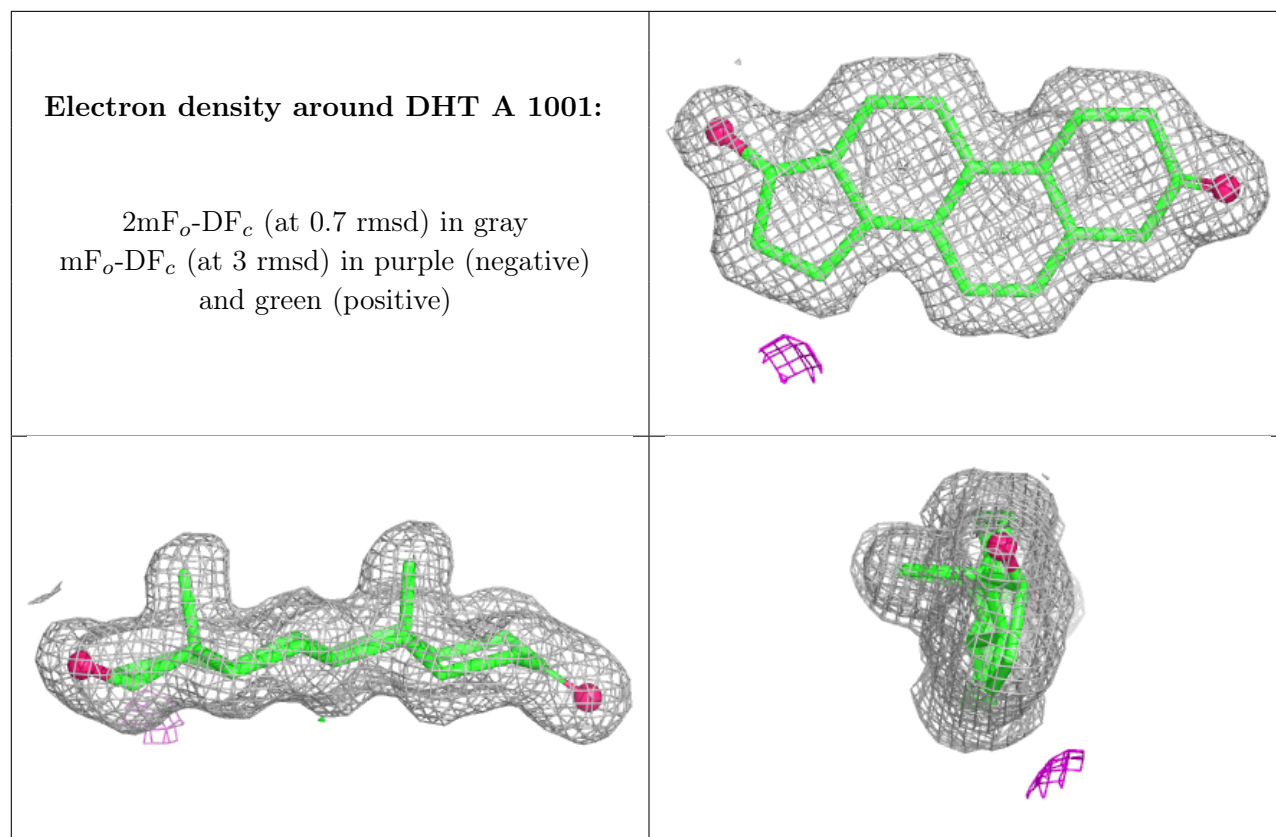 Electron density around DHT A 1001:
2mFo-DFc (at 0.7 rmsd) in gray
mFo-DFc (at 3 rmsd) in purple (negative)
and green (positive)